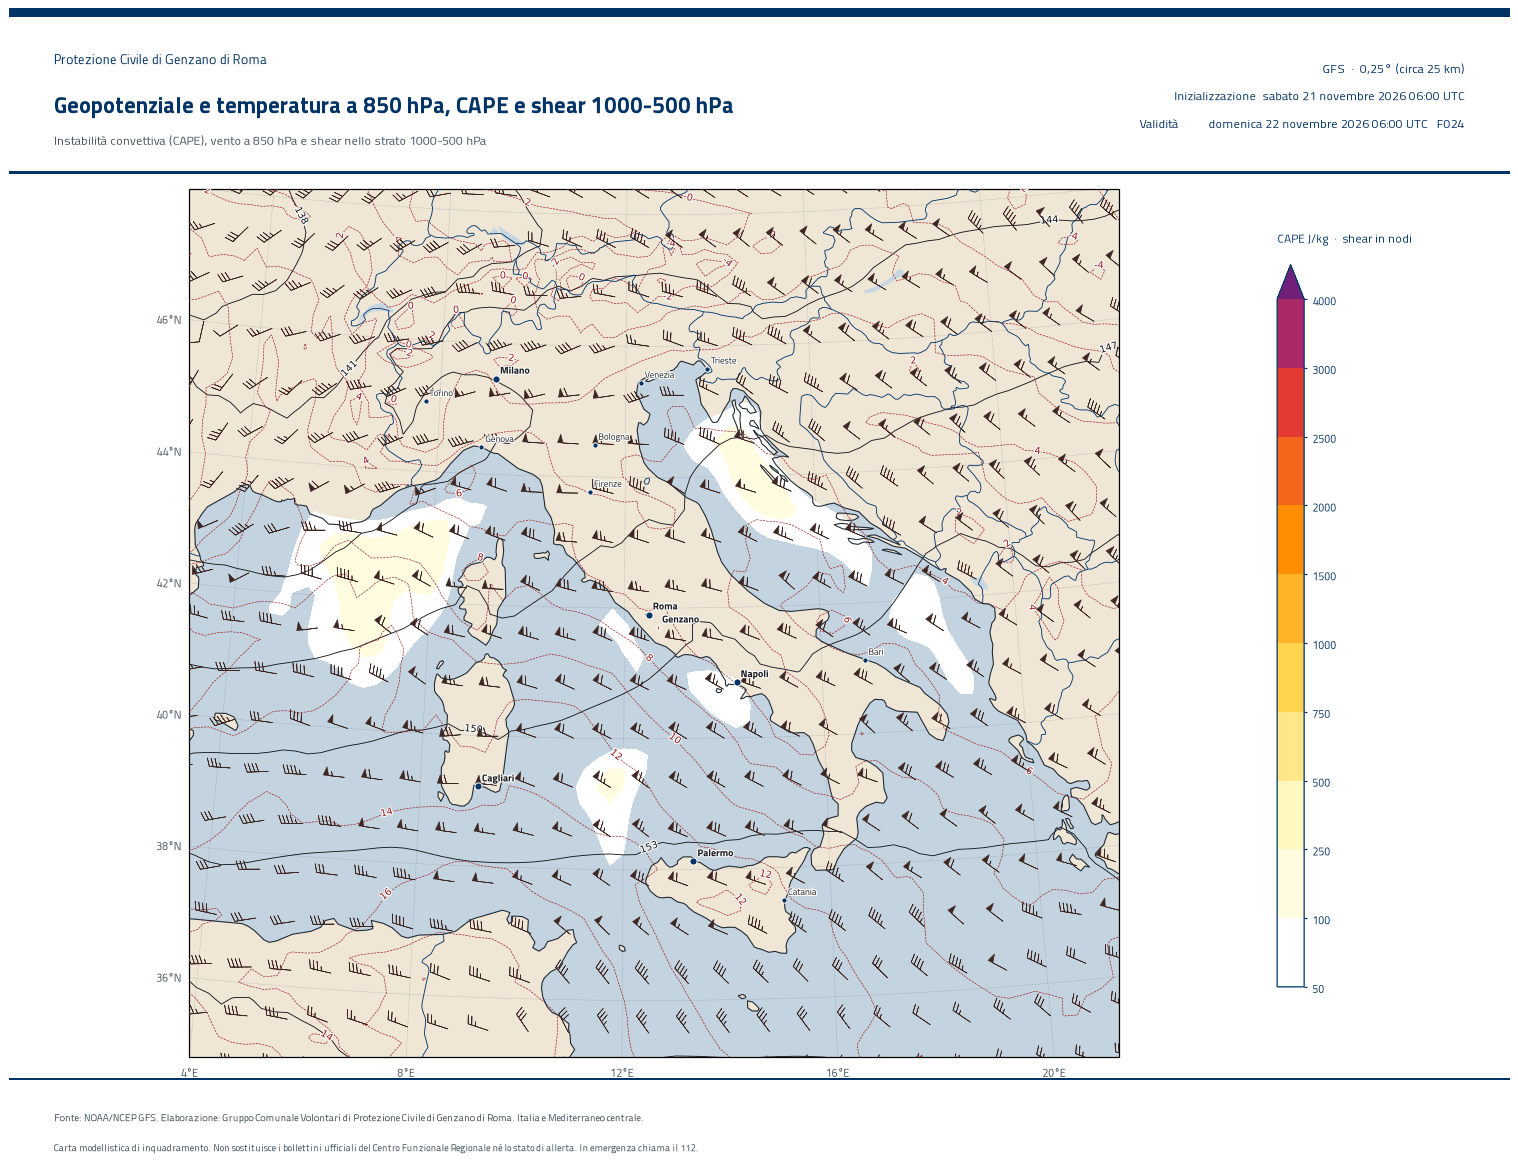 Protezione Civile di Genzano di Roma
Geopotenziale e temperatura a 850 hPa, CAPE e shear 1000-500 hPa
Instabilità convettiva (CAPE), vento a 850 hPa e shear nello strato 1000-500 hPa
GFS · 0,25° (circa 25 km)
Inizializzazione sabato 21 novembre 2026 06:00 UTC
Validità domenica 22 novembre 2026 06:00 UTC F024
CAPE J/kg · shear in nodi
4000
3000
2500
2000
1500
1000
750
500
250
100
50
46°N
44°N
42°N
40°N
38°N
36°N
4°E
8°E
12°E
16°E
20°E
138
144
141
147
150
153
Milano
Torino
Venezia
Trieste
Genova
Bologna
Firenze
Roma
Genzano
Napoli
Bari
Cagliari
Palermo
Catania
Fonte: NOAA/NCEP GFS. Elaborazione: Gruppo Comunale Volontari di Protezione Civile di Genzano di Roma. Italia e Mediterraneo centrale.
Carta modellistica di inquadramento. Non sostituisce i bollettini ufficiali del Centro Funzionale Regionale né lo stato di allerta. In emergenza chiama il 112.